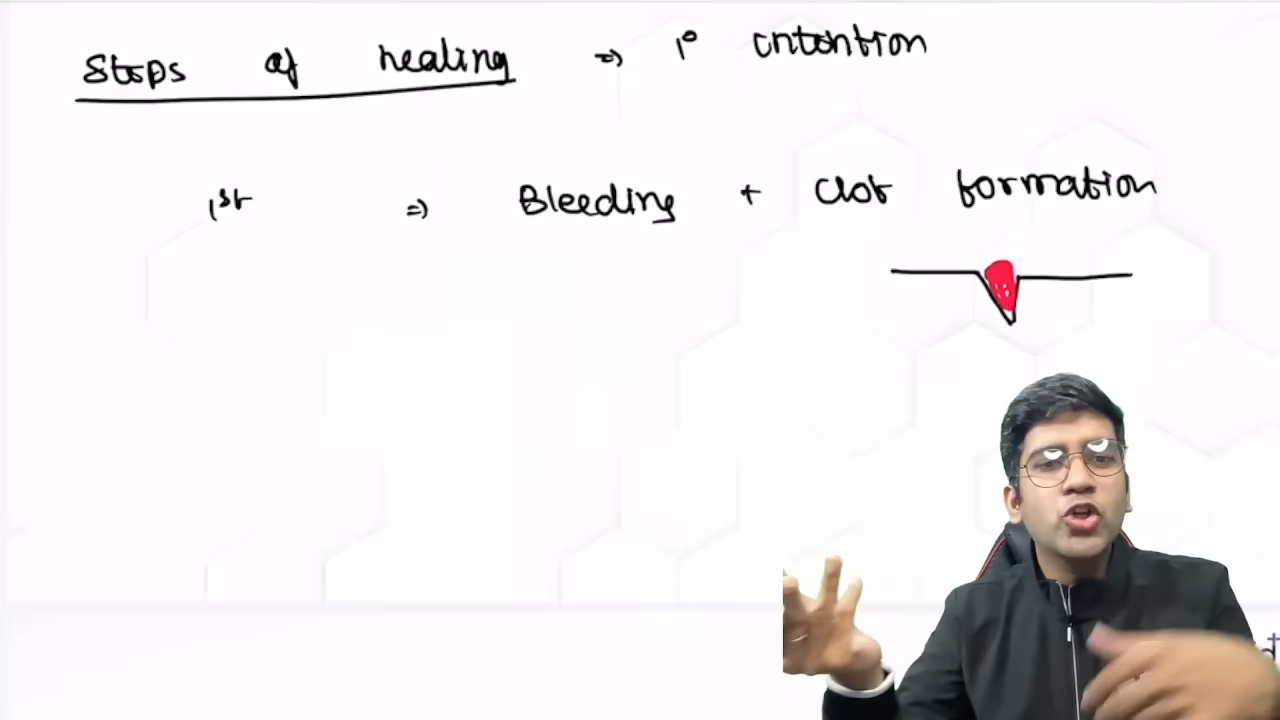 Steps of healing => 1° intention
1st => Bleeding + clot formation